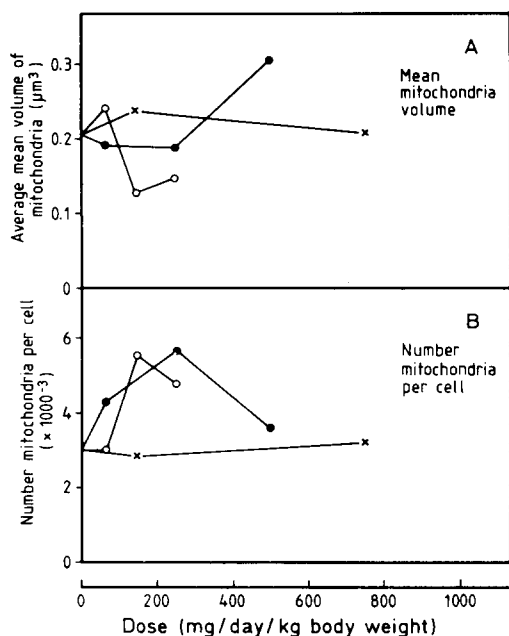 A
Mean
mitochondria
volume
Average mean volume of
mitochondria (µm³)
0.3
0.2
0.1
0
B
Number
mitochondria
per cell
Number mitochondria per cell
(× 1000⁻³)
6
4
2
0
0 200 400 600 800 1000
Dose (mg/day/kg body weight)